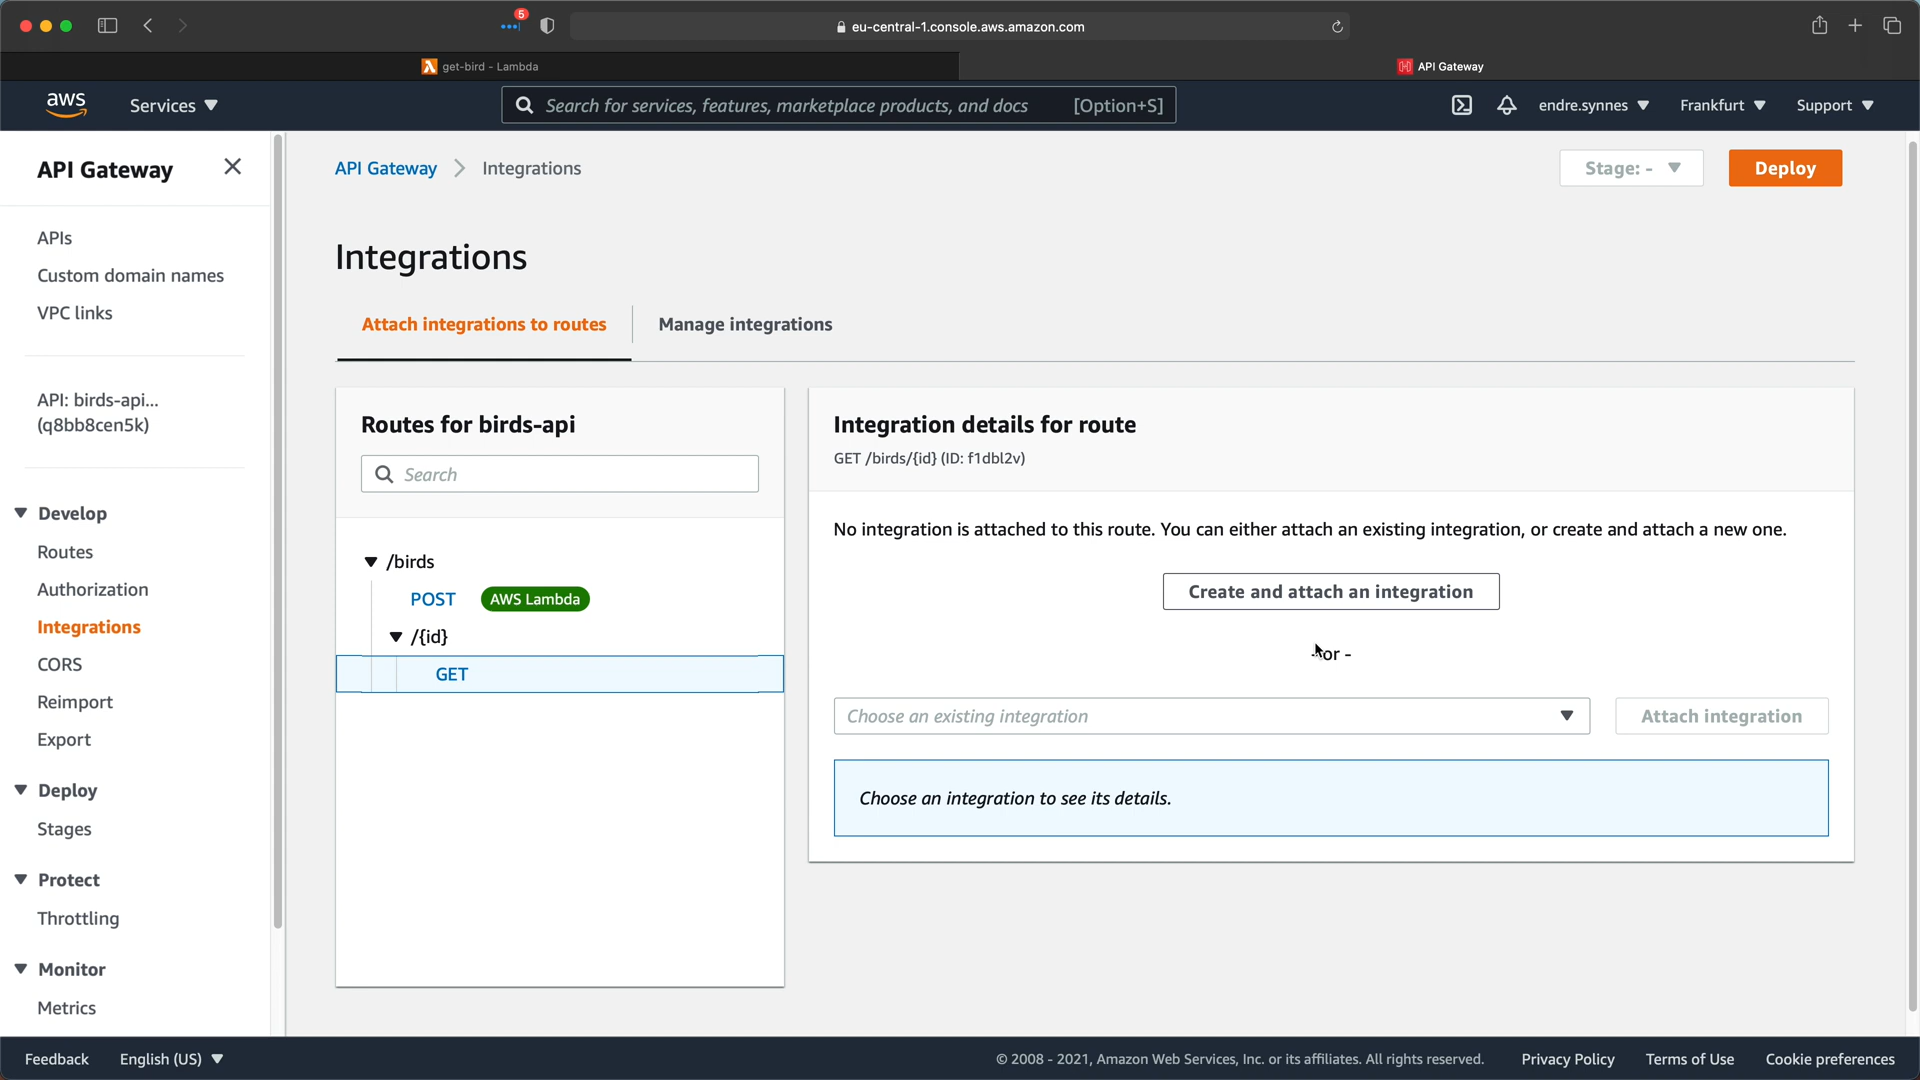 5
eu-central-1.console.aws.amazon.com
get-bird - Lambda
API Gateway
aws
Services
Search for services, features, marketplace products, and docs
[Option+S]
endre.synnes
Frankfurt
Support
API Gateway
APIs
Custom domain names
VPC links
API: birds-api...
(q8bb8cen5k)
Develop
Routes
Authorization
Integrations
CORS
Reimport
Export
Deploy
Stages
Protect
Throttling
Monitor
Metrics
API Gateway
Integrations
Stage: -
Deploy
Integrations
Attach integrations to routes
Manage integrations
Routes for birds-api
Search
/birds
POST
AWS Lambda
/{id}
GET
Integration details for route
GET /birds/{id} (ID: f1dbl2v)
No integration is attached to this route. You can either attach an existing integration, or create and attach a new one.
Create and attach an integration
- or -
Choose an existing integration
Attach integration
Choose an integration to see its details.
Feedback
English (US)
© 2008 - 2021, Amazon Web Services, Inc. or its affiliates. All rights reserved.
Privacy Policy
Terms of Use
Cookie preferences